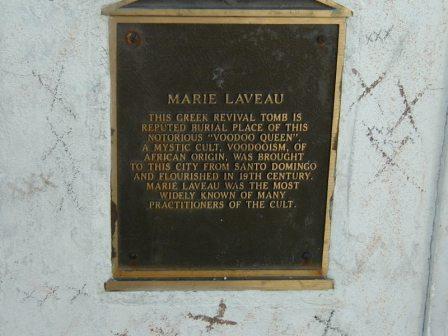 MARIE LAVEAU
THIS GREEK REVIVAL TOMB IS
REPUTED BURIAL PLACE OF THIS
NOTORIOUS "VOODOO QUEEN".
A MYSTIC CULT, VOODOOISM, OF
AFRICAN ORIGIN, WAS BROUGHT
TO THIS CITY FROM SANTO DOMINGO
AND FLOURISHED IN 19TH CENTURY.
MARIE LAVEAU WAS THE MOST
WIDELY KNOWN OF MANY
PRACTITIONERS OF THE CULT.